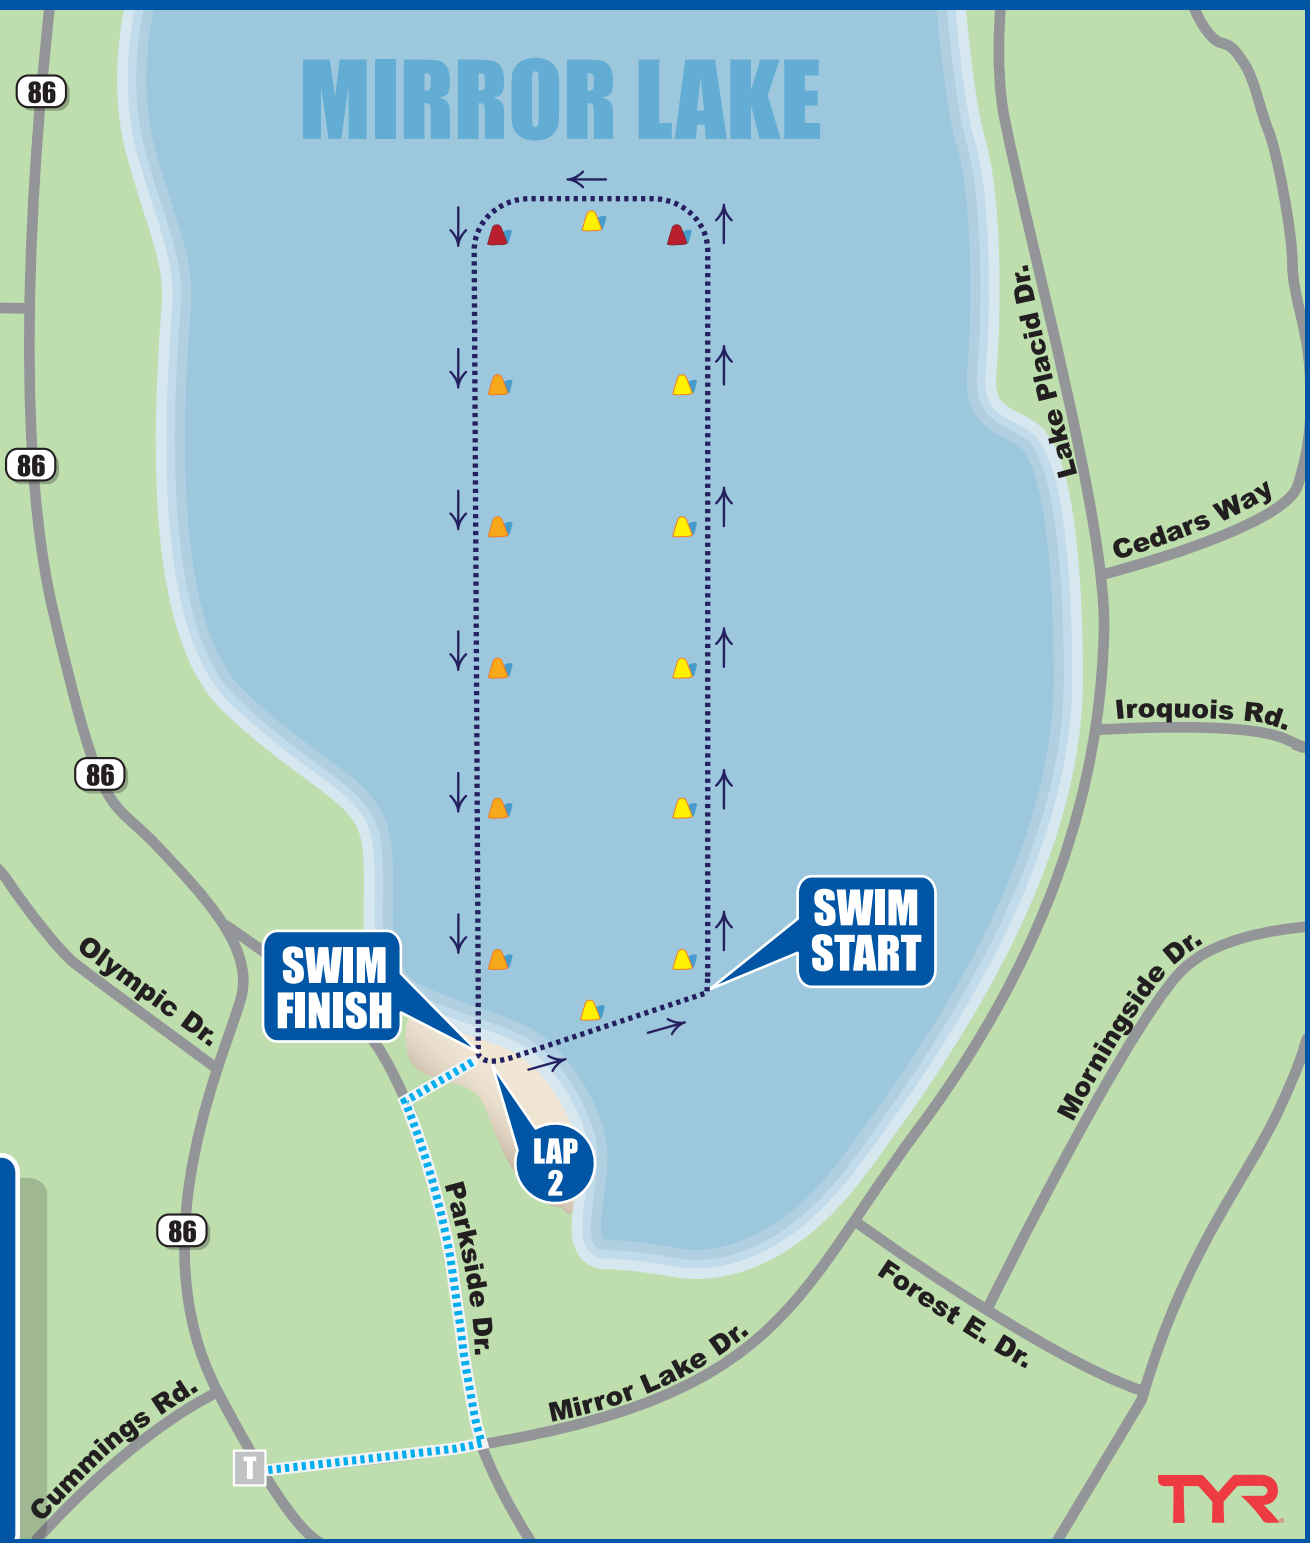 MIRROR LAKE
86
Lake Placid Dr.
86
Cedars Way
Iroquois Rd.
86
SWIM
START
Olympic Dr.
SWIM
FINISH
Morningside Dr.
LAP
2
86
Parkside Dr.
Forest E. Dr.
Mirror Lake Dr.
Cummings Rd.
T
TYR